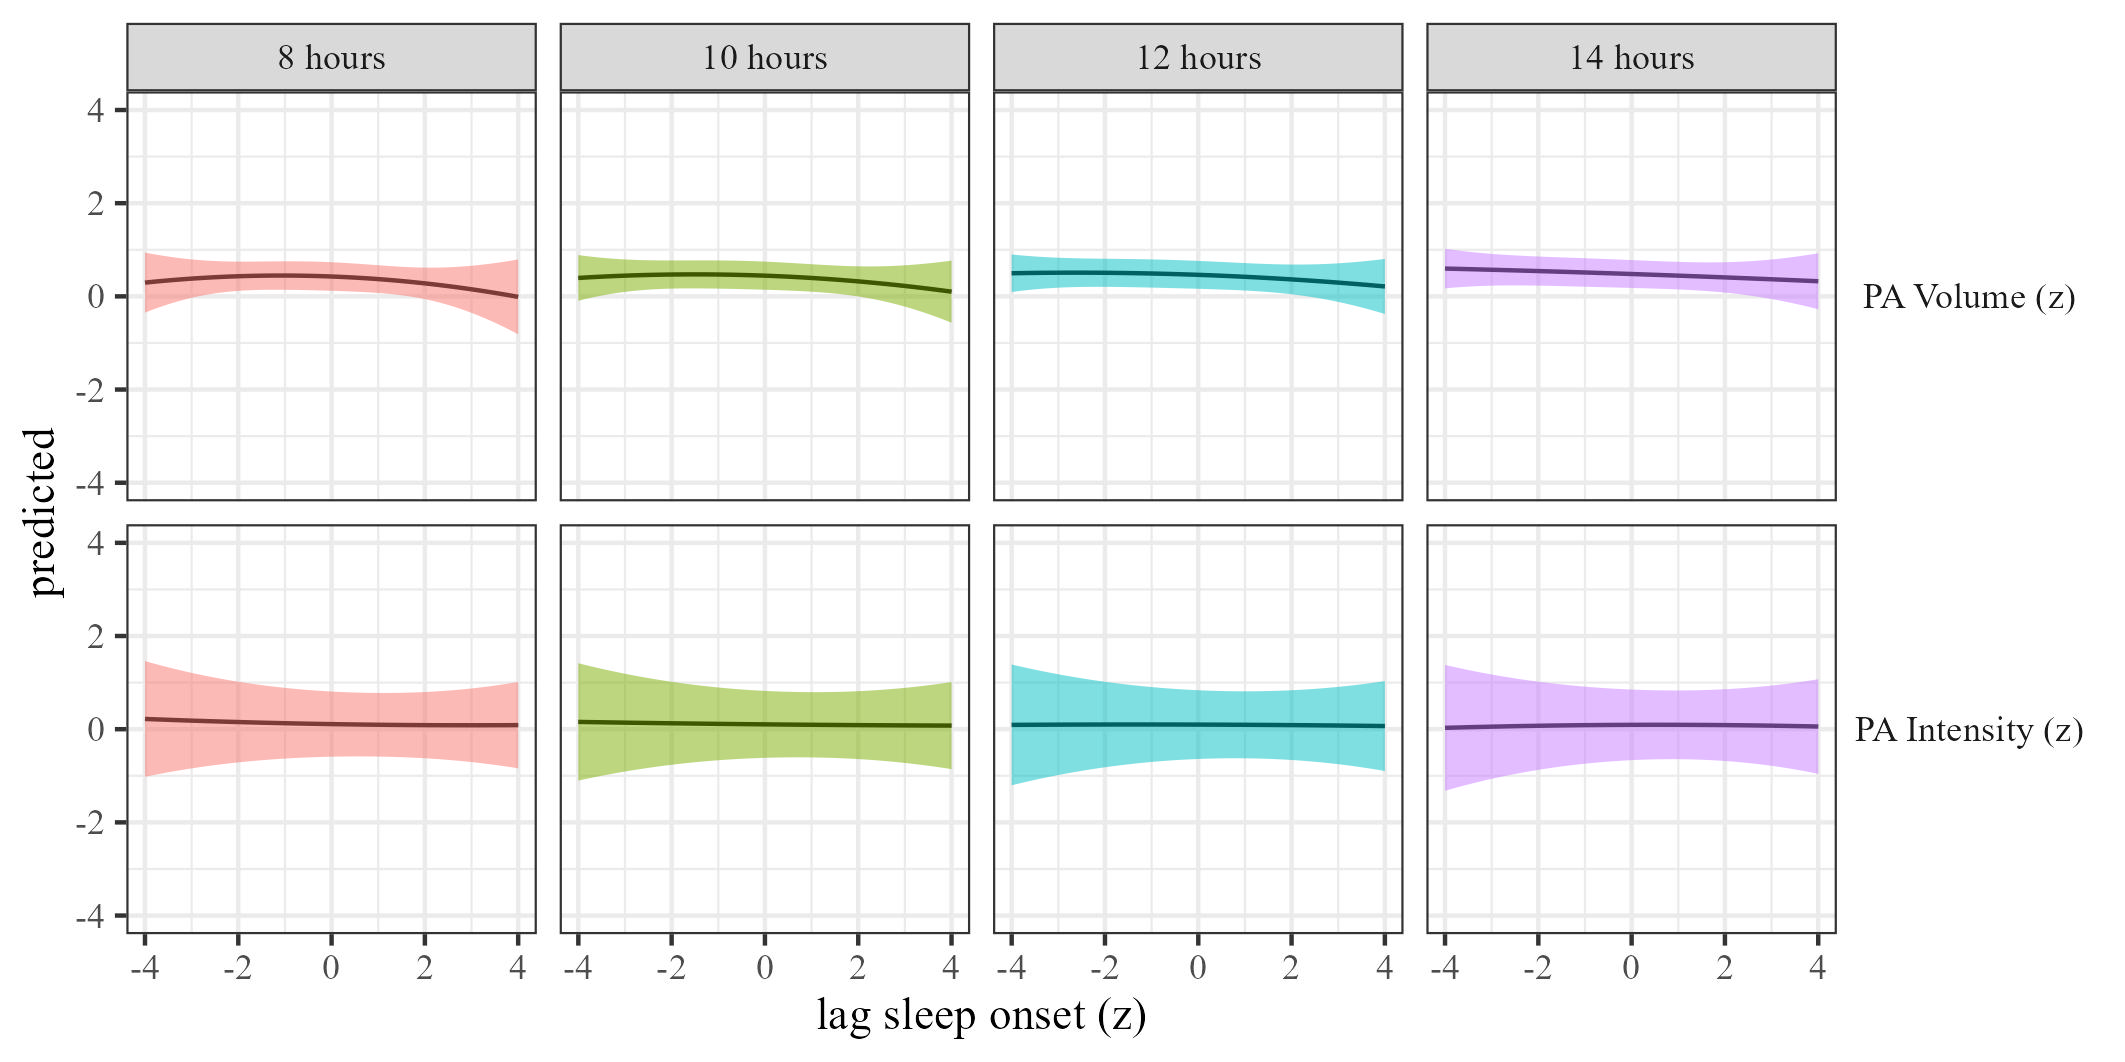 8 hours
10 hours
12 hours
14 hours
4
2
0
-2
-4
PA Volume (z)
predicted
4
2
0
-2
-4
PA Intensity (z)
-4 -2 0 2 4
-4 -2 0 2 4
-4 -2 0 2 4
-4 -2 0 2 4
lag sleep onset (z)